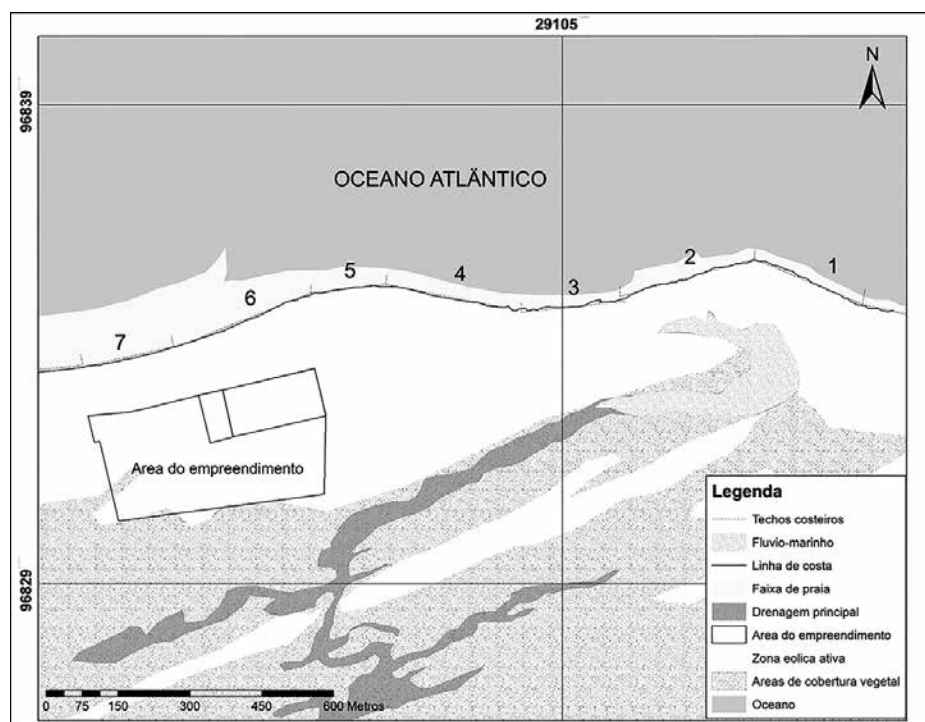 29105
N
96839
OCEANO ATLÄNTICO
1
2
3
4
5
6
7
Area do empreendimento
96829
Legenda
Techos costeiros
Fluvio-marinho
Linha de costa
Faixa de praia
Drenagem principal
Area do empreendimento
Zona eolica ativa
Areas de cobertura vegetal
Oceano
0 75 150 300 450 600 Metros